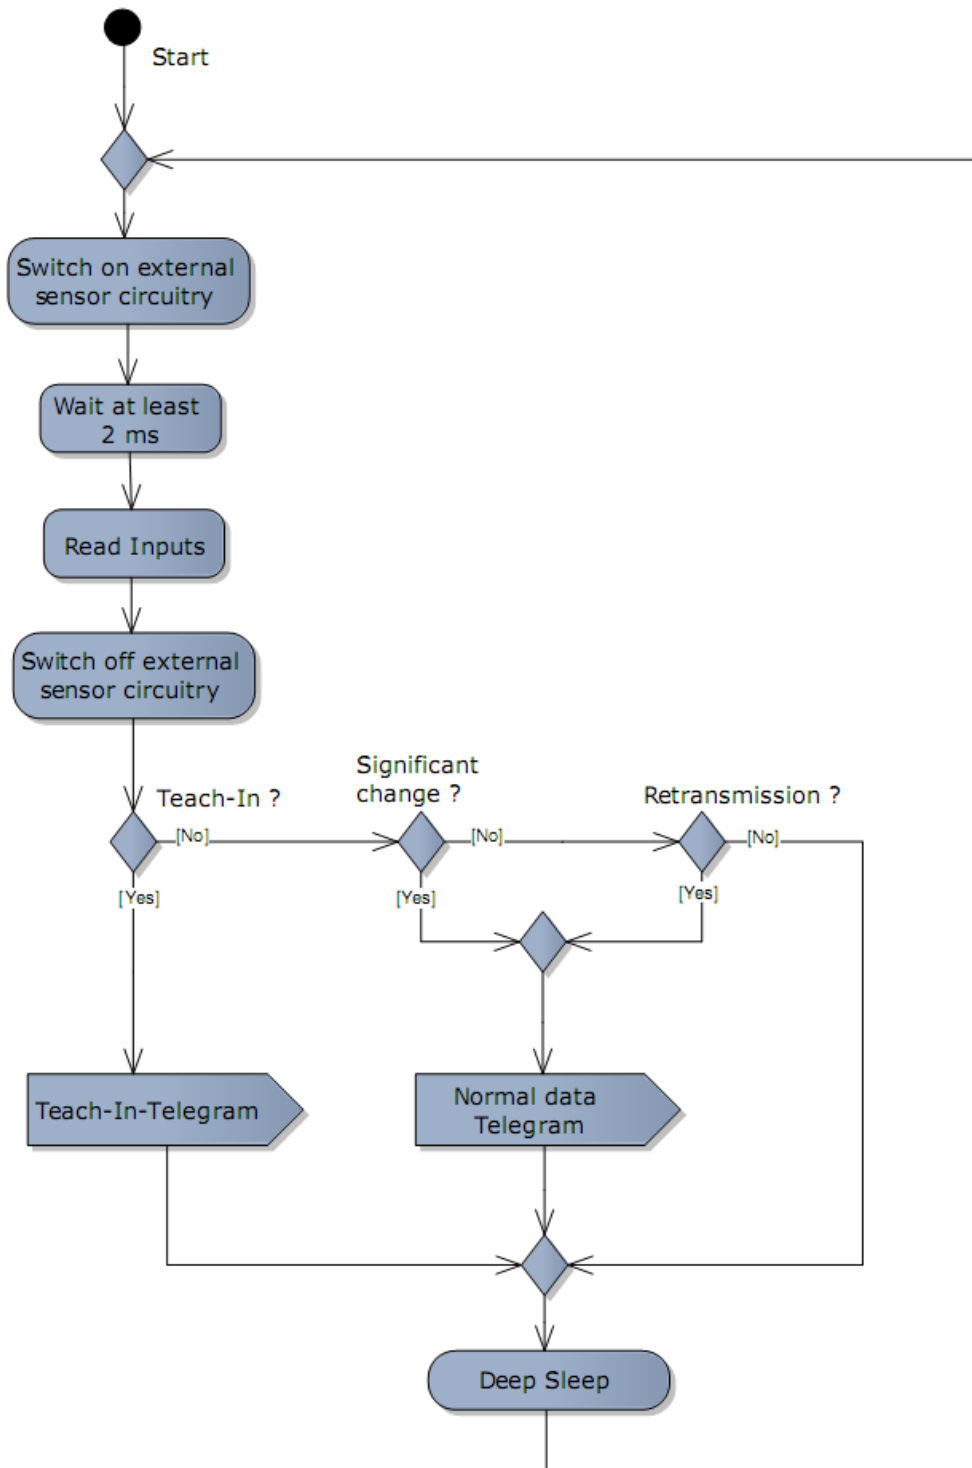 Start
Switch on external
sensor circuitry
Wait at least
2 ms
Read Inputs
Switch off external
sensor circuitry
Teach-In ?
Significant
change ?
Retransmission ?
[No]
[No]
[No]
[Yes]
[Yes]
[Yes]
Teach-In-Telegram
Normal data
Telegram
Deep Sleep